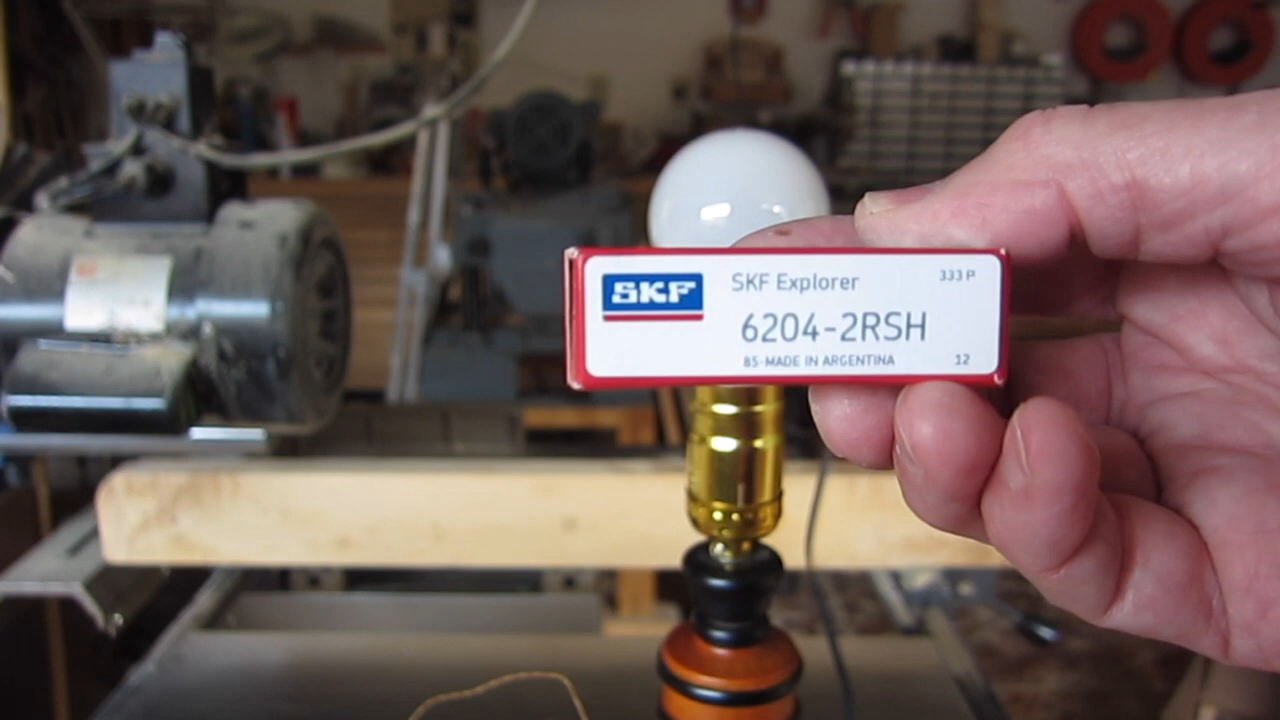 SKF
SKF Explorer
333 P
6204-2RSH
85-MADE IN ARGENTINA
12